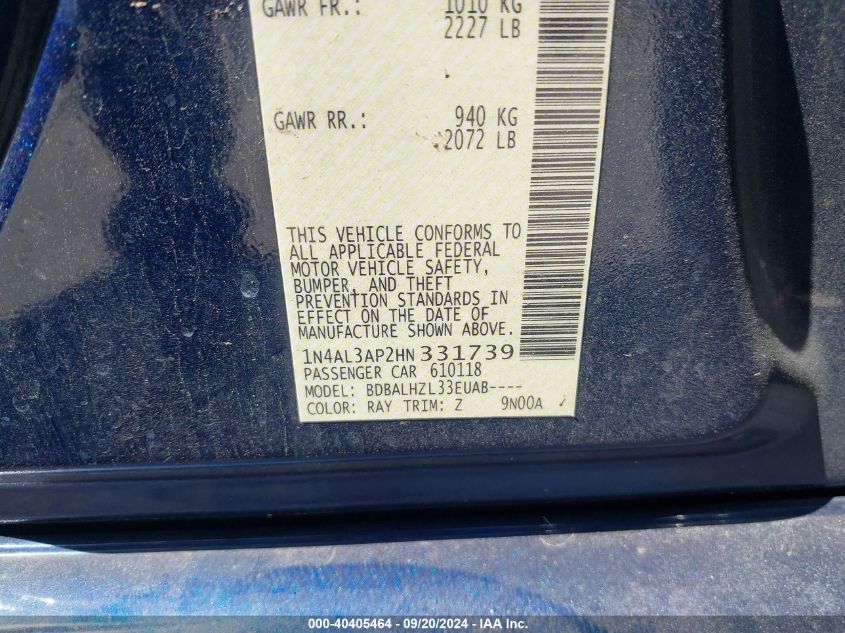 GAWR FR.: 1010 KG
2227 LB
GAWR RR.: 940 KG
2072 LB
THIS VEHICLE CONFORMS TO
ALL APPLICABLE FEDERAL
MOTOR VEHICLE SAFETY,
BUMPER, AND THEFT
PREVENTION STANDARDS IN
EFFECT ON THE DATE OF
MANUFACTURE SHOWN ABOVE.
1N4AL3AP2HN331739
PASSENGER CAR 610118
MODEL: BDBALHZL33EUAB----
COLOR: RAY TRIM: Z 9N00A
000-40405464 - 09/20/2024 - IAA Inc.